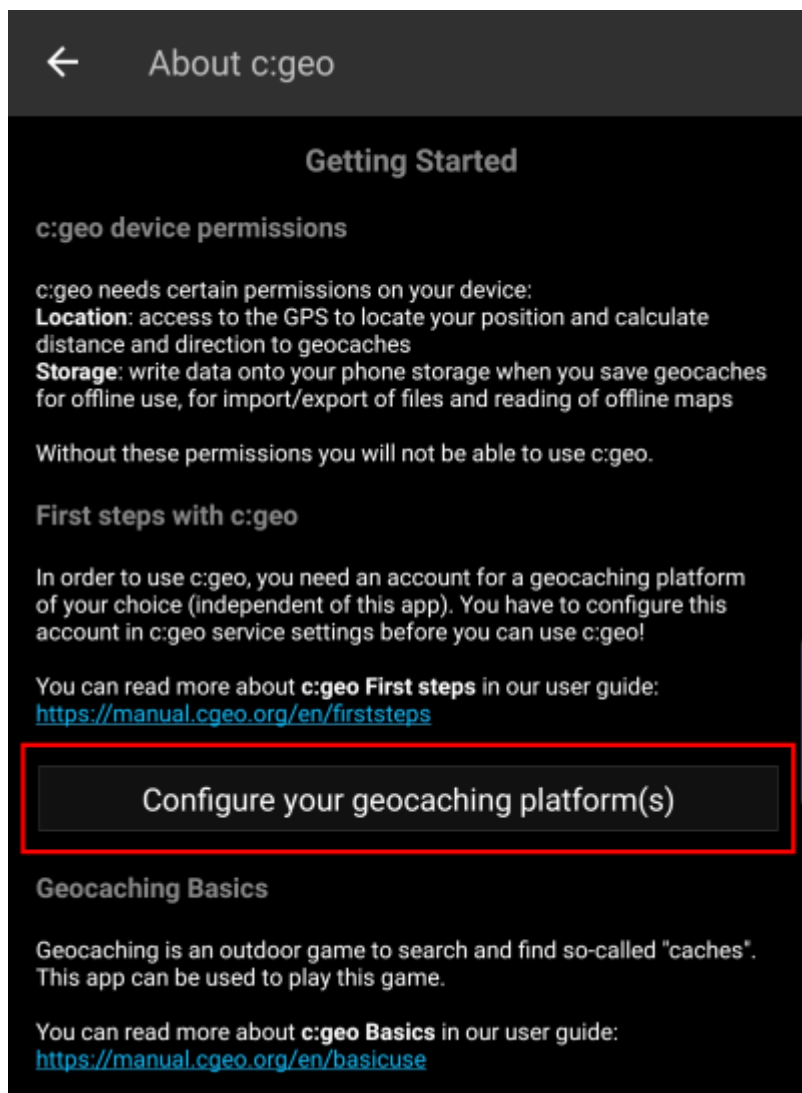 About c:geo
Getting Started
c:geo device permissions
c:geo needs certain permissions on your device:
Location: access to the GPS to locate your position and calculate
distance and direction to geocaches
Storage: write data onto your phone storage when you save geocaches
for offline use, for import/export of files and reading of offline maps
Without these permissions you will not be able to use c:geo.
First steps with c:geo
In order to use c:geo, you need an account for a geocaching platform
of your choice (independent of this app). You have to configure this
account in c:geo service settings before you can use c:geo!
You can read more about c:geo First steps in our user guide:
https://manual.cgeo.org/en/firststeps
Configure your geocaching platform(s)
Geocaching Basics
Geocaching is an outdoor game to search and find so-called "caches".
This app can be used to play this game.
You can read more about c:geo Basics in our user guide:
https://manual.cgeo.org/en/basicuse